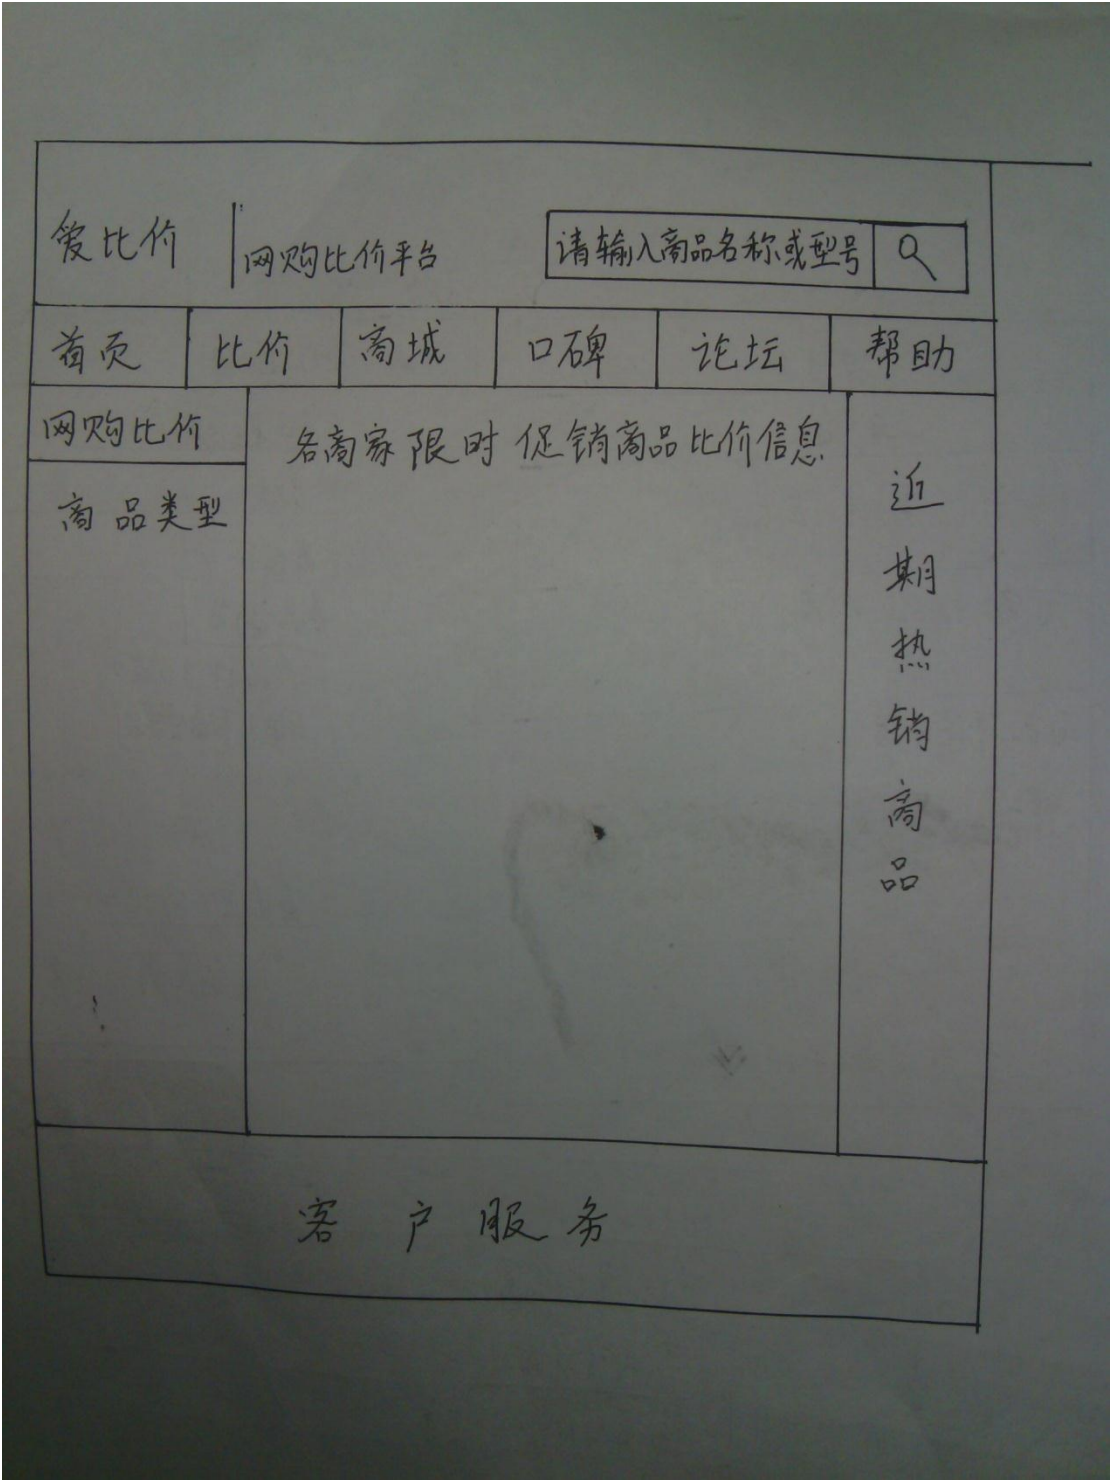 爱比价
网购比价平台
请输入商品名称或型号
首页 比价 商城 口碑 论坛 帮助
网购比价
商品类型
各商家限时促销商品比价信息
近期热销商品
客户服务